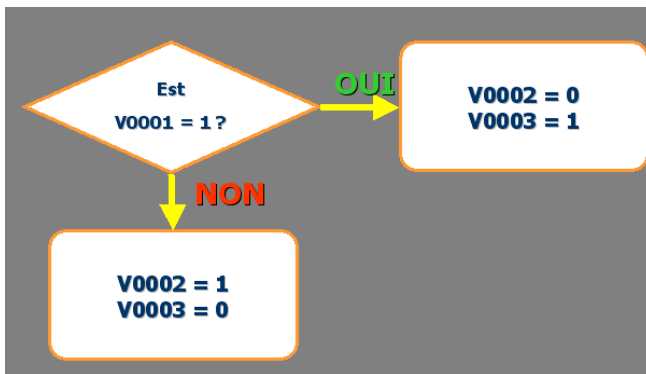 Est
V0001 = 1 ?
OUI
V0002 = 0
V0003 = 1
NON
V0002 = 1
V0003 = 0